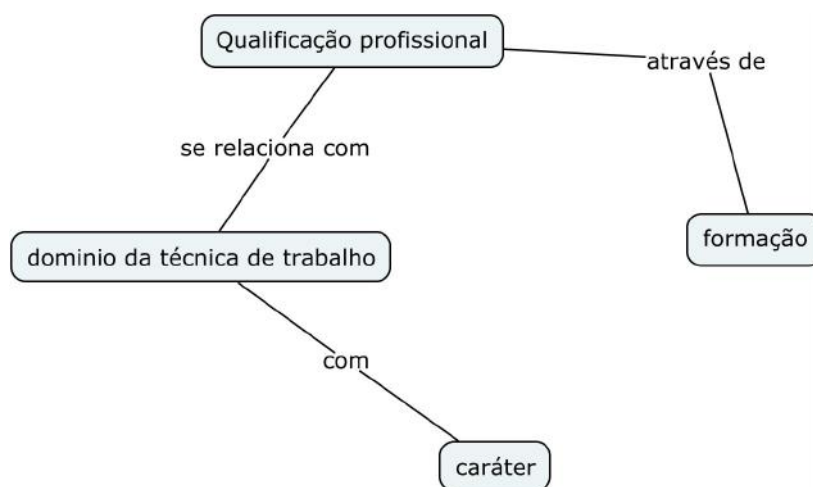 Qualificação profissional
através de
se relaciona com
formação
dominio da técnica de trabalho
com
caráter